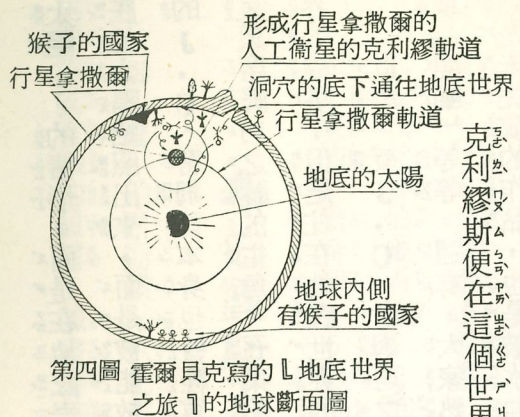 猴子的國家
行星拿撒爾
形成行星拿撒爾的
人工衞星的克利繆軌道
洞穴的底下通往地底世界
行星拿撒爾軌道
地底的太陽
地球內側
有猴子的國家
第四圖 霍爾貝克寫的﹂地底世界
之旅﹁的地球斷面圖
克利繆斯便在這個世界